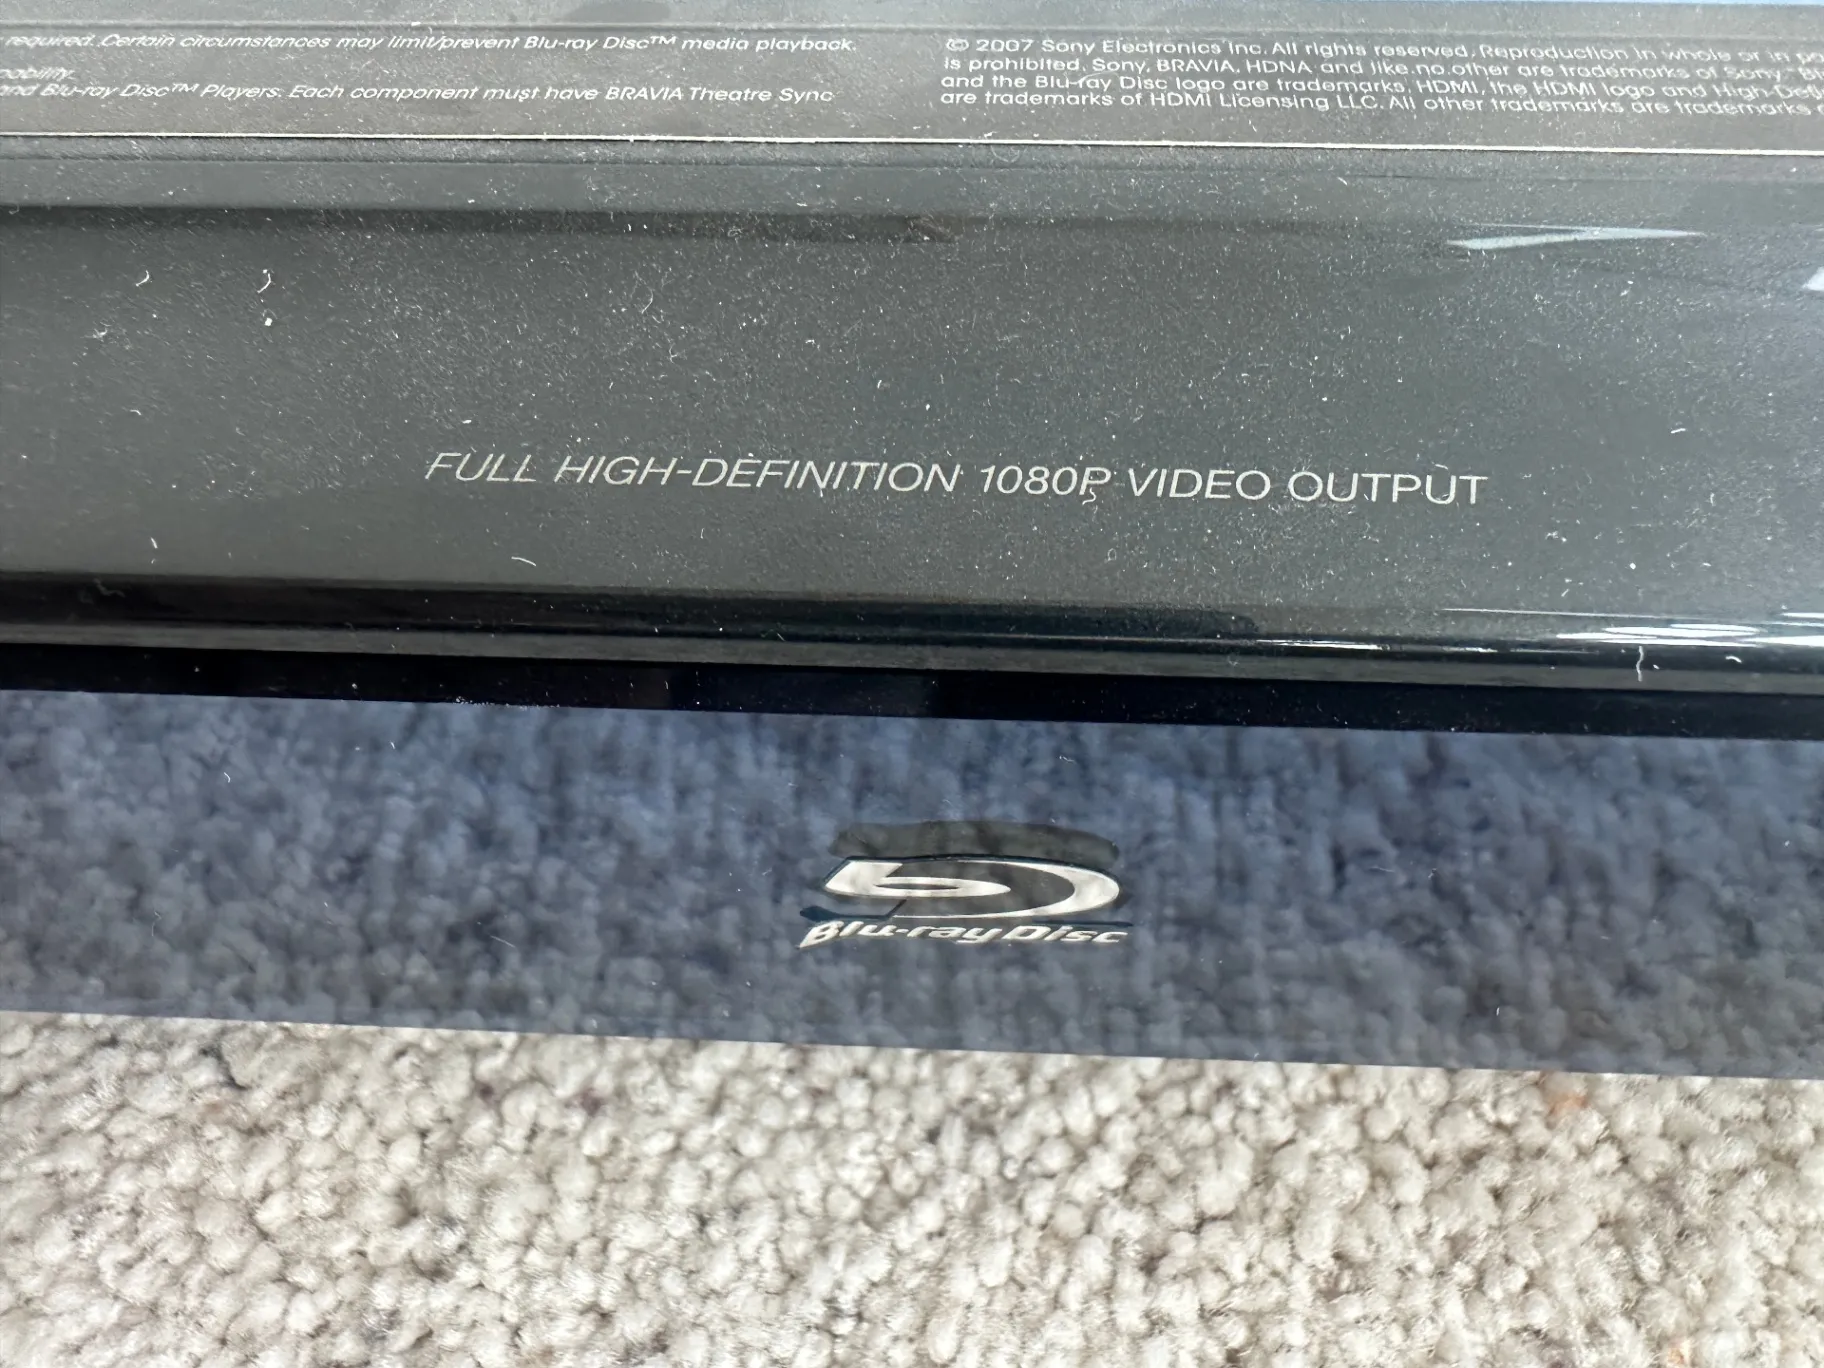 required. Certain circumstances may limit/prevent Blu-ray Disc™ media playback.
and Blu-ray Disc™ Players. Each component must have BRAVIA Theatre Sync
© 2007 Sony Electronics Inc. All rights reserved. Reproduction in whole or in
is prohibited. Sony, BRAVIA, HDNA and like.no.other are trademarks of Sony.
and the Blu-ray Disc logo are trademarks. HDMI, the HDMI logo and
are trademarks of HDMI Licensing LLC. All other trademarks are trademarks
FULL HIGH-DEFINITION 1080P VIDEO OUTPUT
Blu-ray Disc